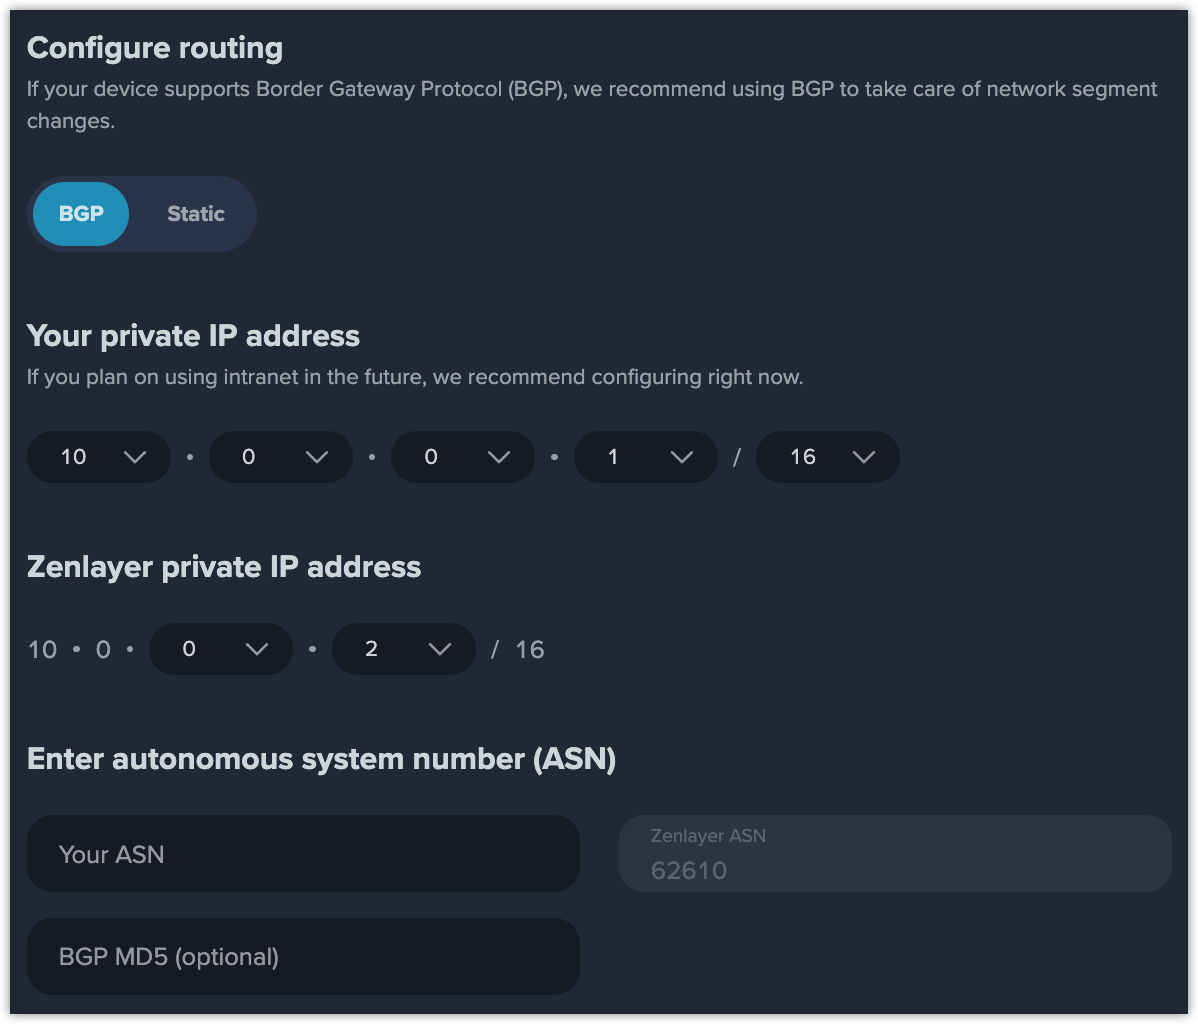 Configure routing
If your device supports Border Gateway Protocol (BGP), we recommend using BGP to take care of network segment
changes.
BGP Static
Your private IP address
If you plan on using intranet in the future, we recommend configuring right now.
10 • 0 • 0 • 1 / 16
Zenlayer private IP address
10 • 0 • 0 • 2 / 16
Enter autonomous system number (ASN)
Your ASN
Zenlayer ASN
62610
BGP MD5 (optional)